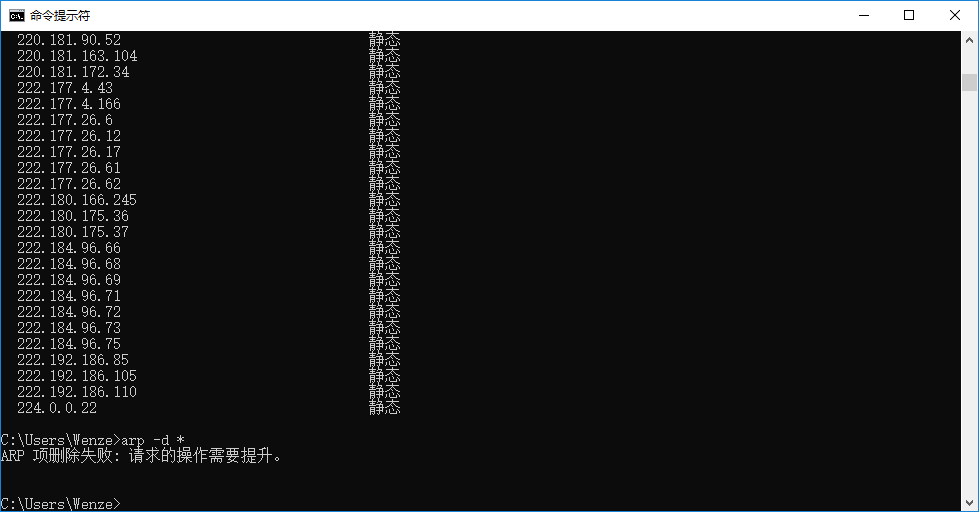 命令提示符
220.181.90.52 静态
220.181.163.104 静态
220.181.172.34 静态
222.177.4.43 静态
222.177.4.166 静态
222.177.26.6 静态
222.177.26.12 静态
222.177.26.17 静态
222.177.26.61 静态
222.177.26.62 静态
222.180.166.245 静态
222.180.175.36 静态
222.180.175.37 静态
222.184.96.66 静态
222.184.96.68 静态
222.184.96.69 静态
222.184.96.71 静态
222.184.96.72 静态
222.184.96.73 静态
222.184.96.75 静态
222.192.186.85 静态
222.192.186.105 静态
222.192.186.110 静态
224.0.0.22 静态
C:\Users\Wenze>arp -d *
ARP 项删除失败: 请求的操作需要提升。
C:\Users\Wenze>